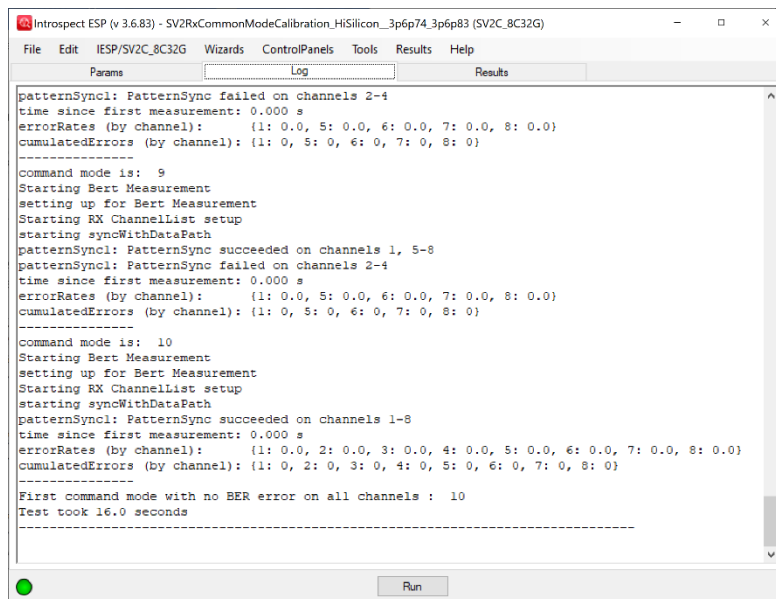 Introspect ESP (v 3.6.83) - SV2RxCommonModeCalibration_HiSilicon__3p6p74_3p6p83 (SV2C_8C32G)
File Edit IESP/SV2C_8C32G Wizards ControlPanels Tools Results Help
Params Log Results
patternSync1: PatternSync failed on channels 2-4
time since first measurement: 0.000 s
errorRates (by channel): {1: 0.0, 5: 0.0, 6: 0.0, 7: 0.0, 8: 0.0}
cumulatedErrors (by channel): {1: 0, 5: 0, 6: 0, 7: 0, 8: 0}
---------------
command mode is: 9
Starting Bert Measurement
setting up for Bert Measurement
Starting RX ChannelList setup
starting syncWithDataPath
patternSync1: PatternSync succeeded on channels 1, 5-8
patternSync1: PatternSync failed on channels 2-4
time since first measurement: 0.000 s
errorRates (by channel): {1: 0.0, 5: 0.0, 6: 0.0, 7: 0.0, 8: 0.0}
cumulatedErrors (by channel): {1: 0, 5: 0, 6: 0, 7: 0, 8: 0}
---------------
command mode is: 10
Starting Bert Measurement
setting up for Bert Measurement
Starting RX ChannelList setup
starting syncWithDataPath
patternSync1: PatternSync succeeded on channels 1-8
time since first measurement: 0.000 s
errorRates (by channel): {1: 0.0, 2: 0.0, 3: 0.0, 4: 0.0, 5: 0.0, 6: 0.0, 7: 0.0, 8: 0.0}
cumulatedErrors (by channel): {1: 0, 2: 0, 3: 0, 4: 0, 5: 0, 6: 0, 7: 0, 8: 0}
---------------
First command mode with no BER error on all channels : 10
Test took 16.0 seconds
--------------------------------------------------------------------------------
Run